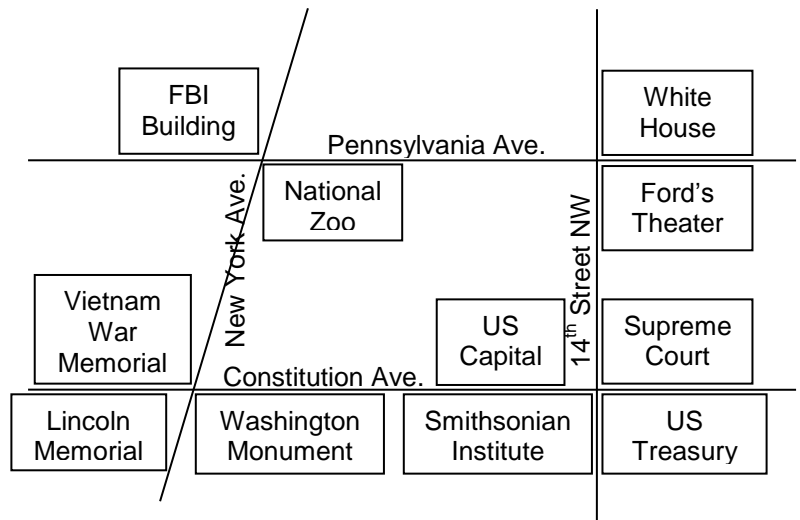 FBI
Building
White
House
Pennsylvania Ave.
National
Zoo
Ford's
Theater
New York Ave.
14th Street NW
Vietnam
War
Memorial
US
Capital
Supreme
Court
Constitution Ave.
Lincoln
Memorial
Washington
Monument
Smithsonian
Institute
US
Treasury